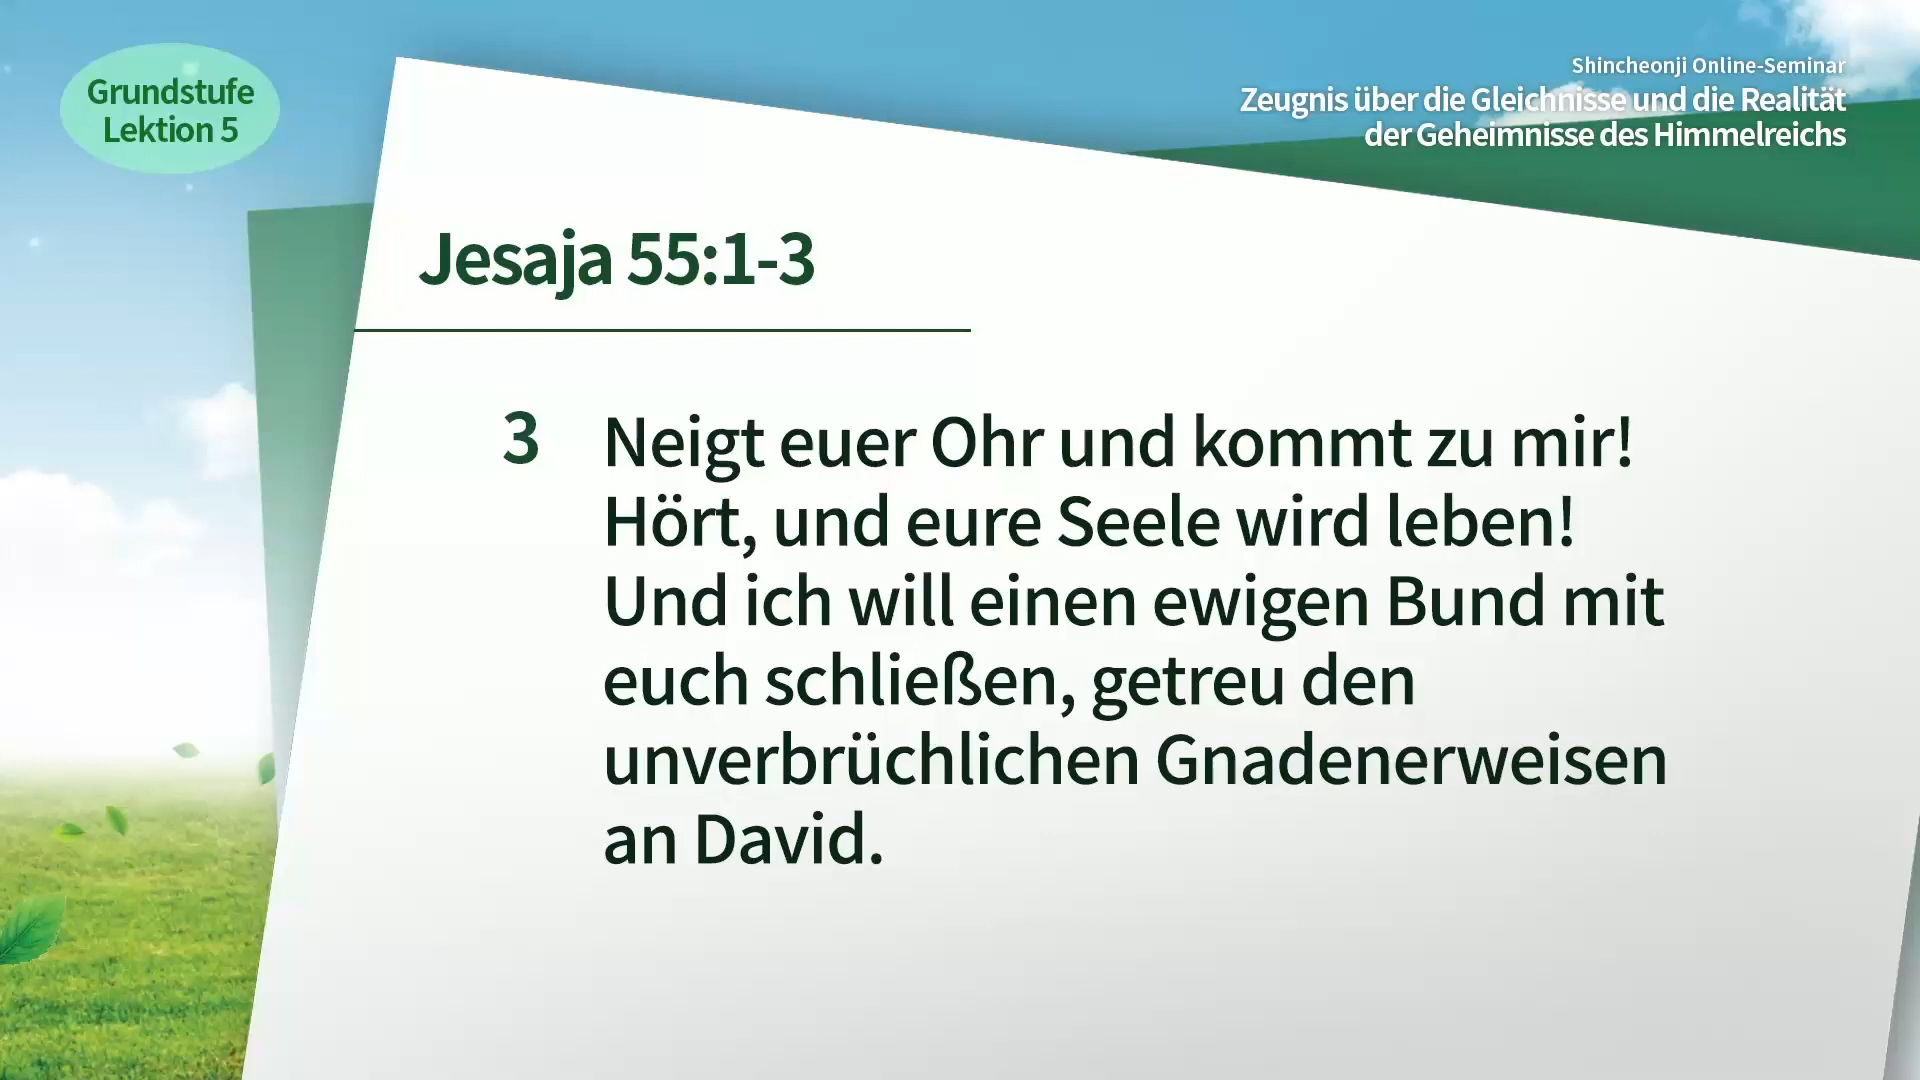 Grundstufe
Lektion 5
Shincheonji Online-Seminar
Zeugnis über die Gleichnisse und die Realität
der Geheimnisse des Himmelreichs
Jesaja 55:1-3
3 Neigt euer Ohr und kommt zu mir!
Hört, und eure Seele wird leben!
Und ich will einen ewigen Bund mit
euch schließen, getreu den
unverbrüchlichen Gnadenerweisen
an David.